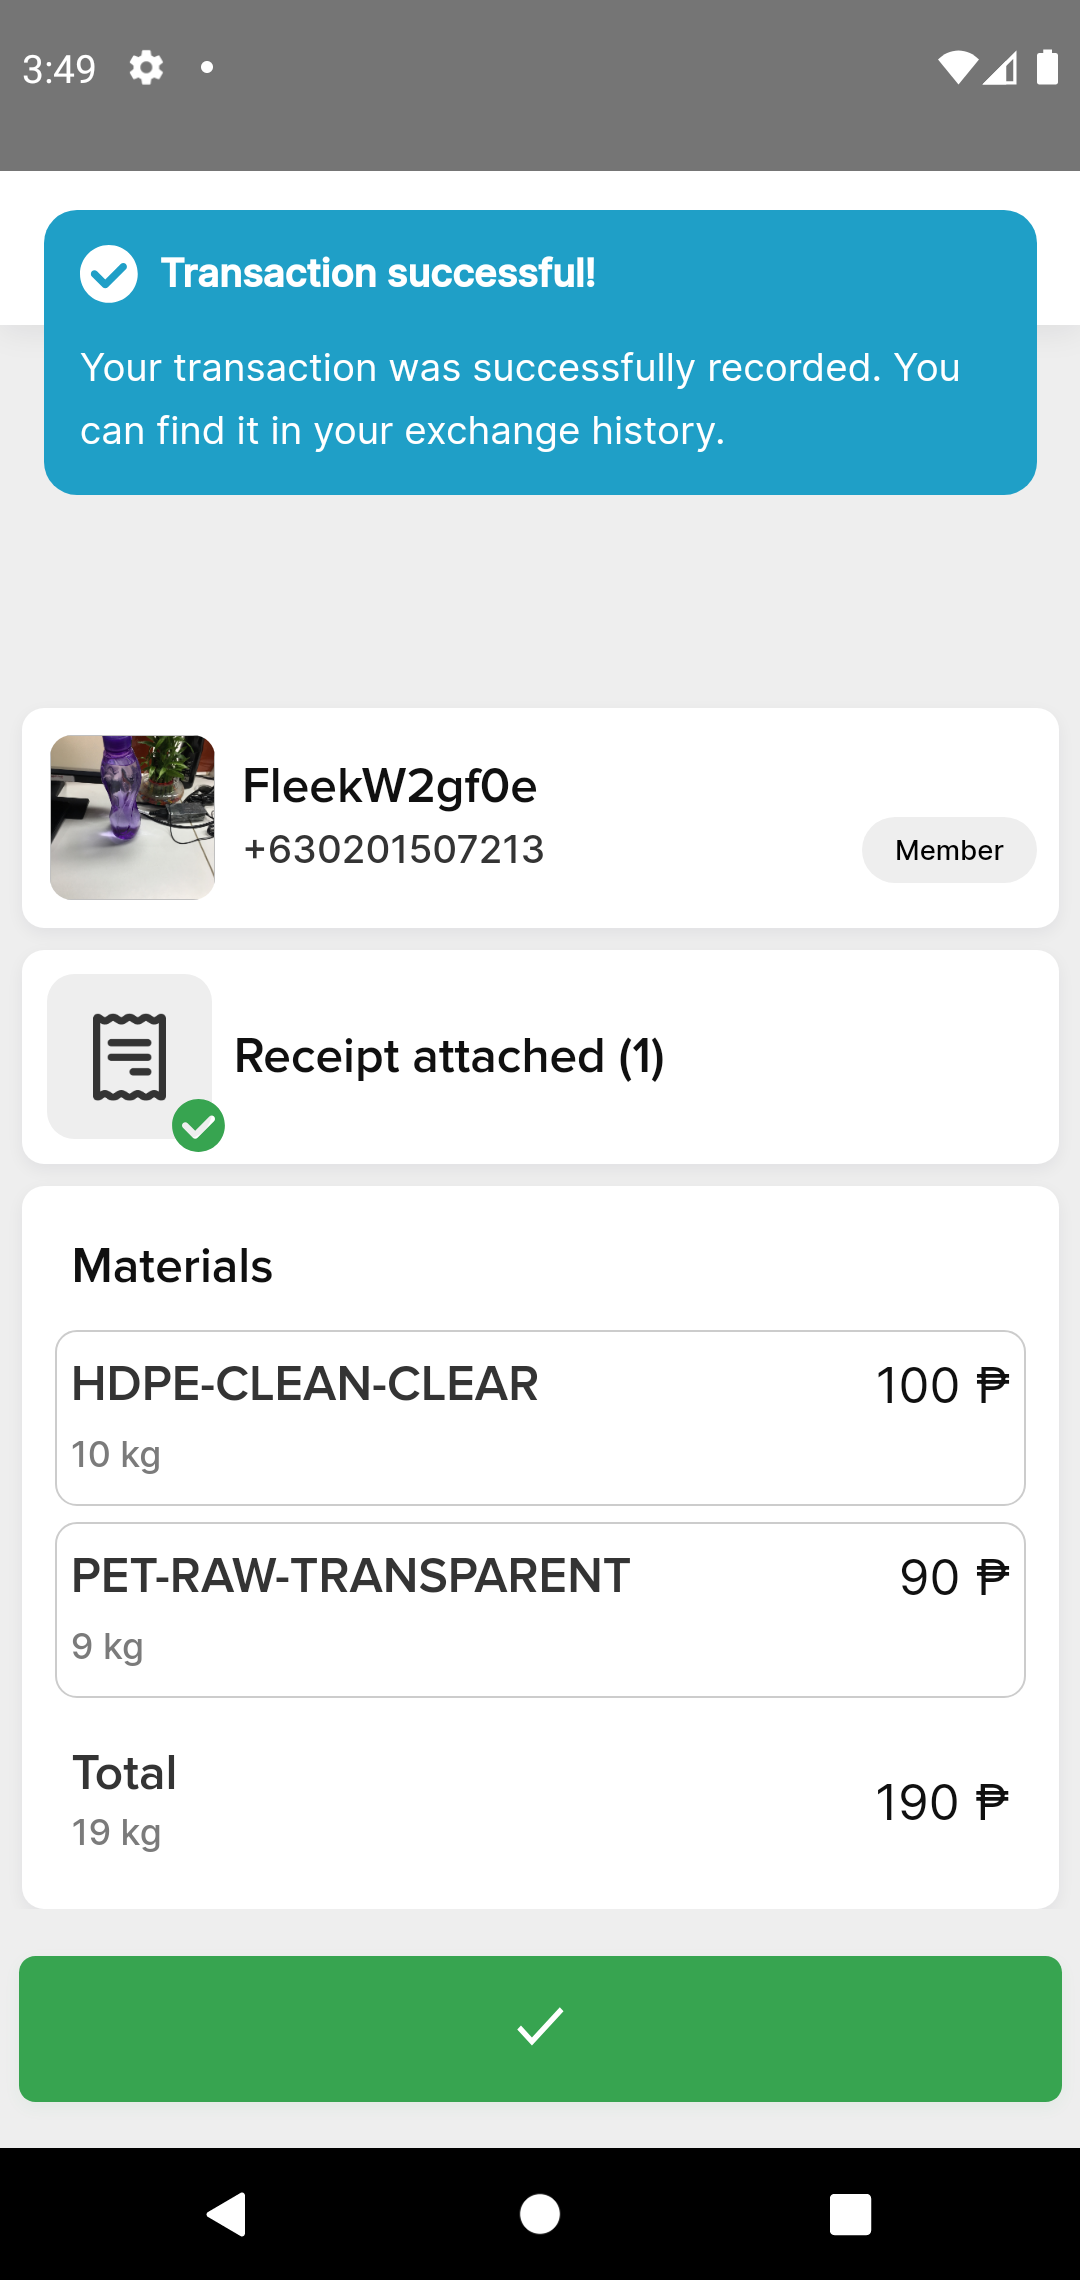 3:49
Transaction successful!
Your transaction was successfully recorded. You
can find it in your exchange history.
FleekW2gf0e
+630201507213
Member
Receipt attached (1)
Materials
HDPE-CLEAN-CLEAR
100 ₱
10 kg
PET-RAW-TRANSPARENT
90 ₱
9 kg
Total
190 ₱
19 kg